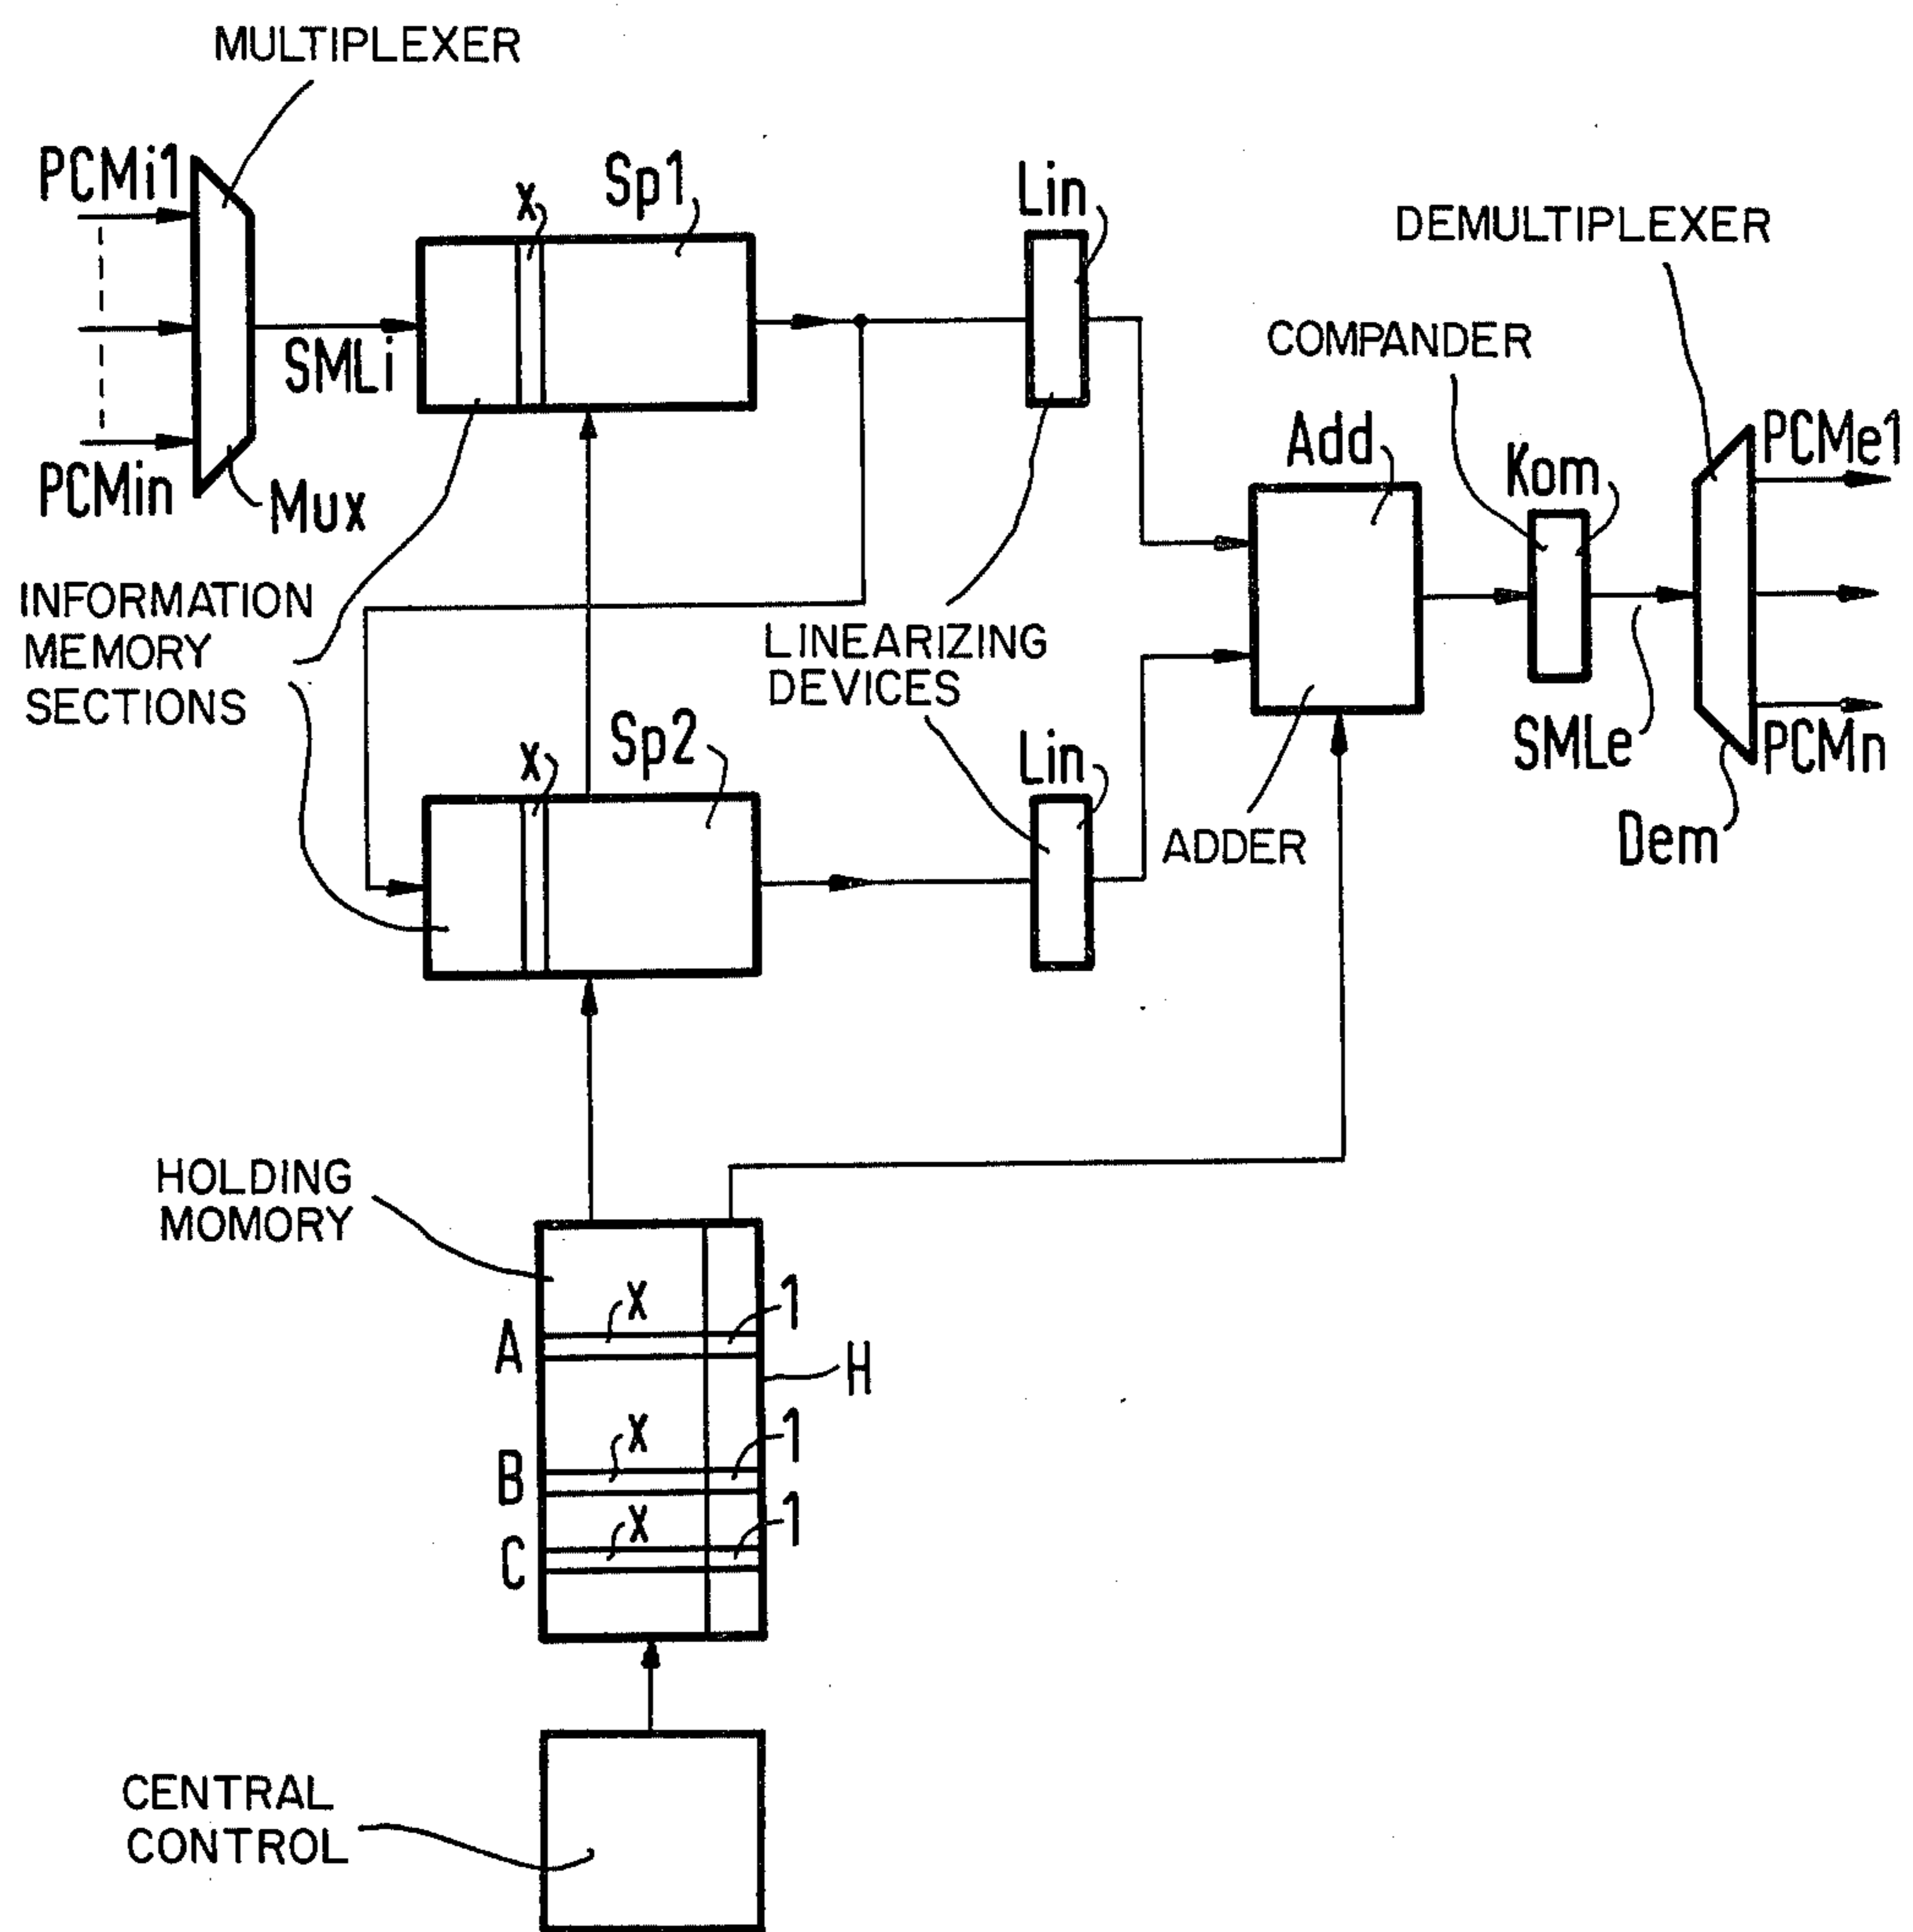 MULTIPLEXER
PCMi1
x
Sp1
Lin
DEMULTIPLEXER
SMLi
COMPANDER
Add
PCMe1
PCMin
Mux
Kom
INFORMATION
MEMORY
SECTIONS
LINEARIZING
DEVICES
x
Sp2
Lin
SMLe
PCMn
ADDER
Dem
HOLDING
MOMORY
x
1
A
H
x
1
B
x
1
C
CENTRAL
CONTROL